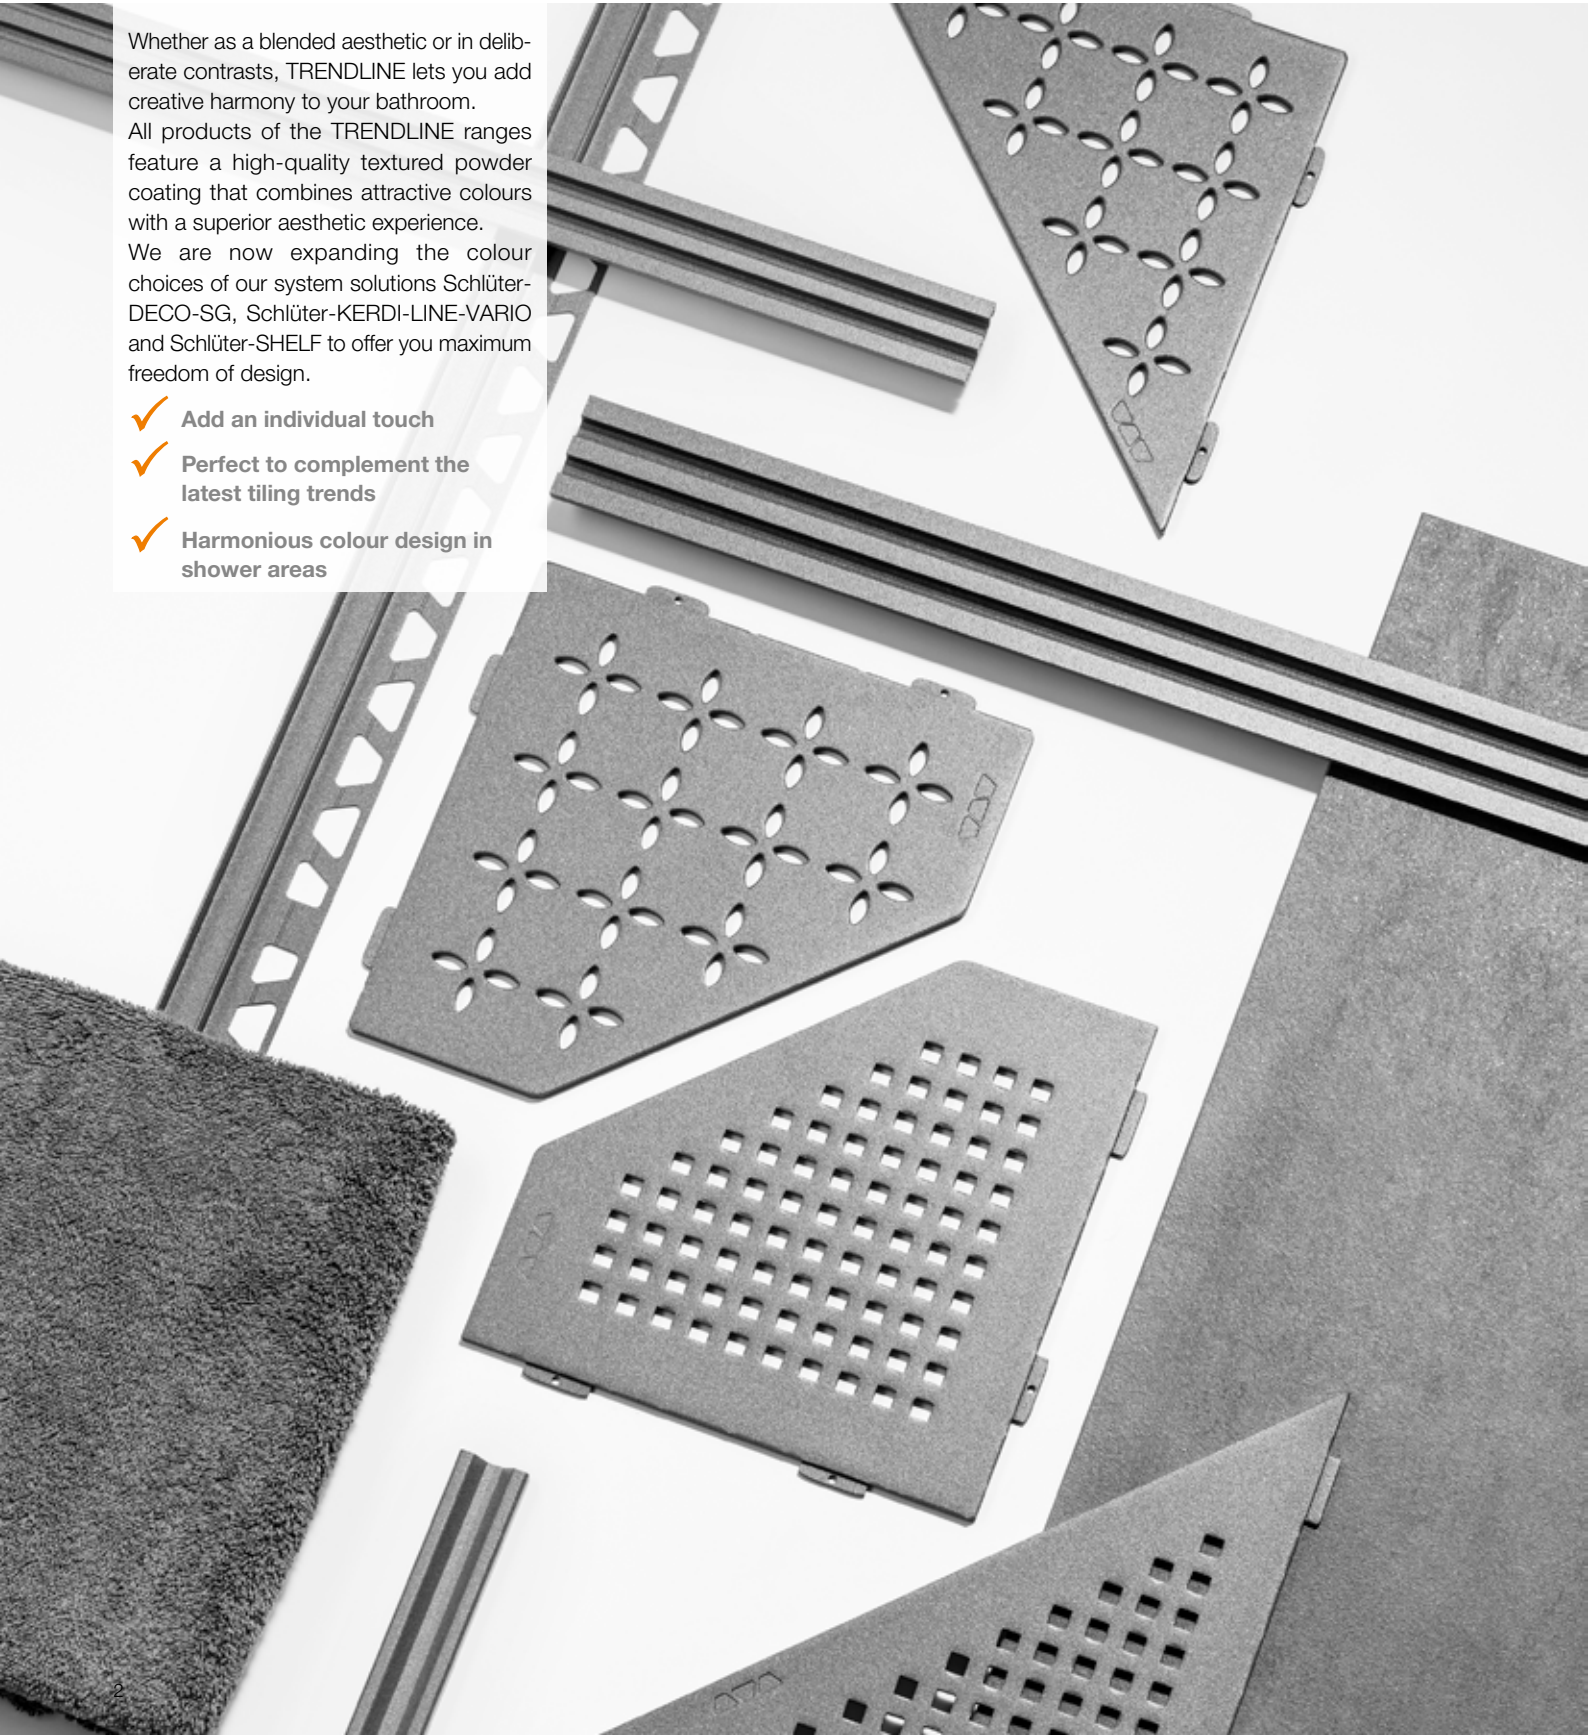 Whether as a blended aesthetic or in delib-
erate contrasts, TRENDLINE lets you add
creative harmony to your bathroom.
All products of the TRENDLINE ranges
feature a high-quality textured powder
coating that combines attractive colours
with a superior aesthetic experience.
We are now expanding the colour
choices of our system solutions Schlüter-
DECO-SG, Schlüter-KERDI-LINE-VARIO
and Schlüter-SHELF to offer you maximum
freedom of design.
Add an individual touch
Perfect to complement the
latest tiling trends
Harmonious colour design in
shower areas
2